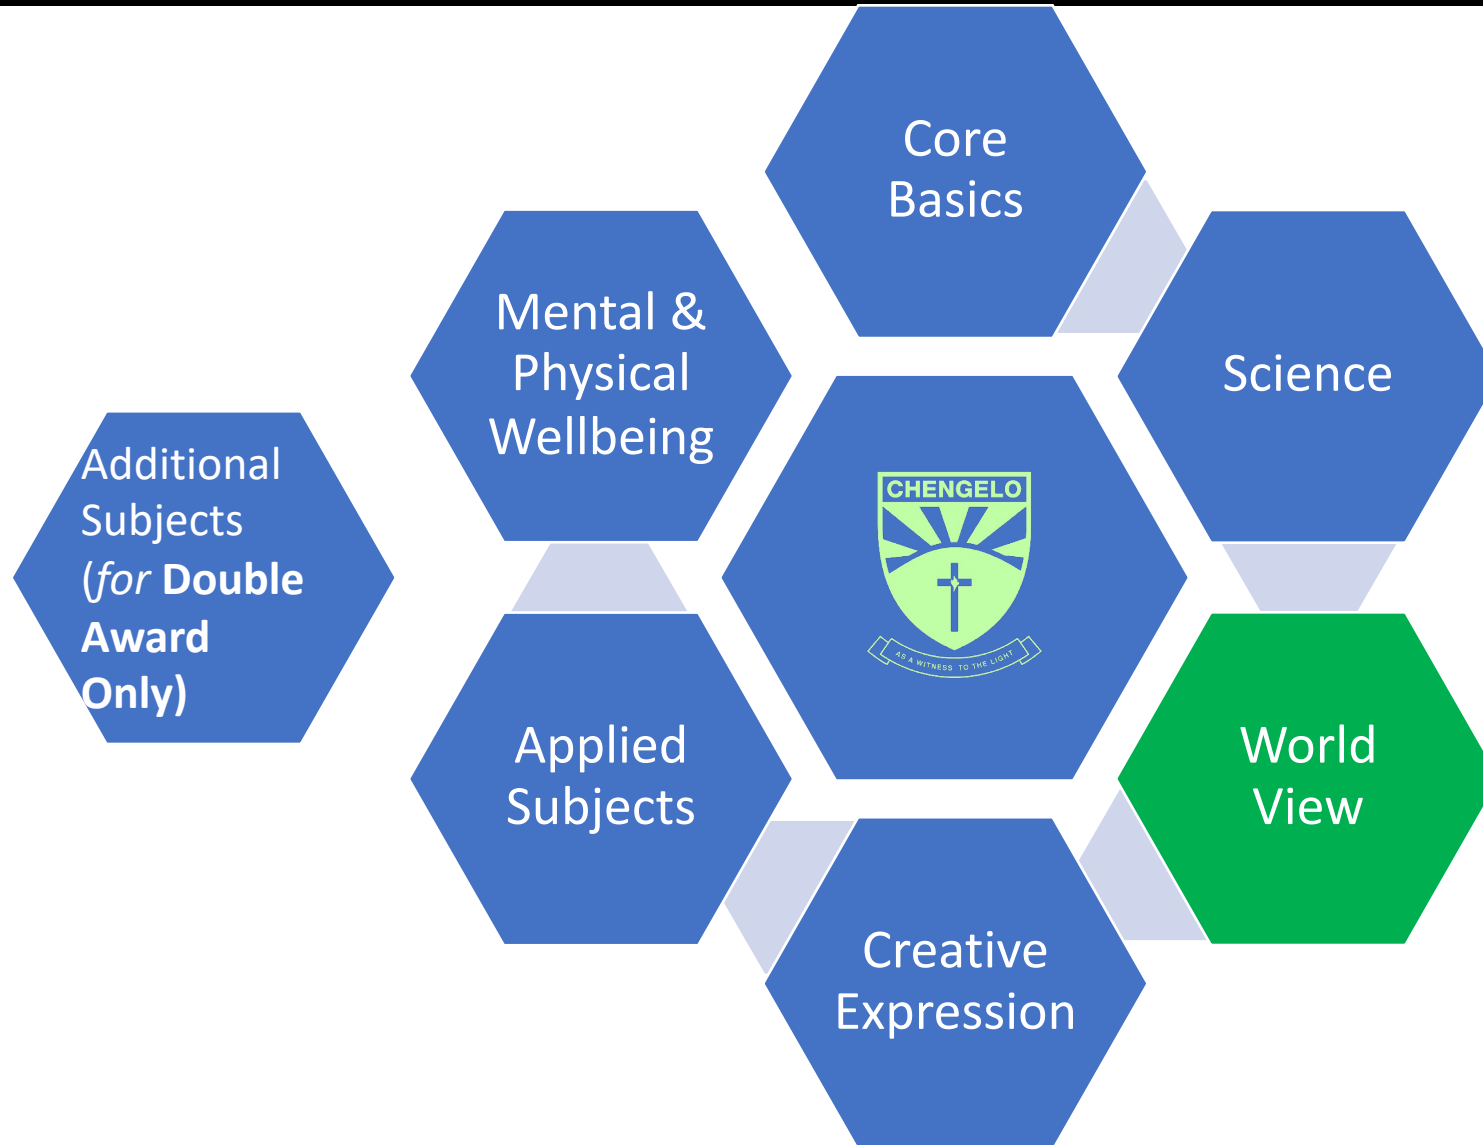 Core
Basics
Science
World
View
Creative
Expression
Applied
Subjects
Mental &
Physical
Wellbeing
Additional
Subjects
(for Double
Award
Only)
CHENGELO
AS A WITNESS TO THE LIGHT